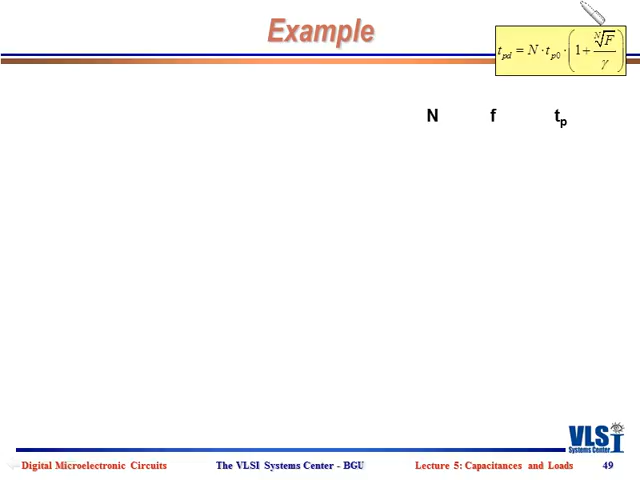 Example
t_pd = N · t_p0 · (1 + ᴺ√F / γ)
N f t_p
VLSI
Systems Center
Digital Microelectronic Circuits The VLSI Systems Center - BGU Lecture 5: Capacitances and Loads 49